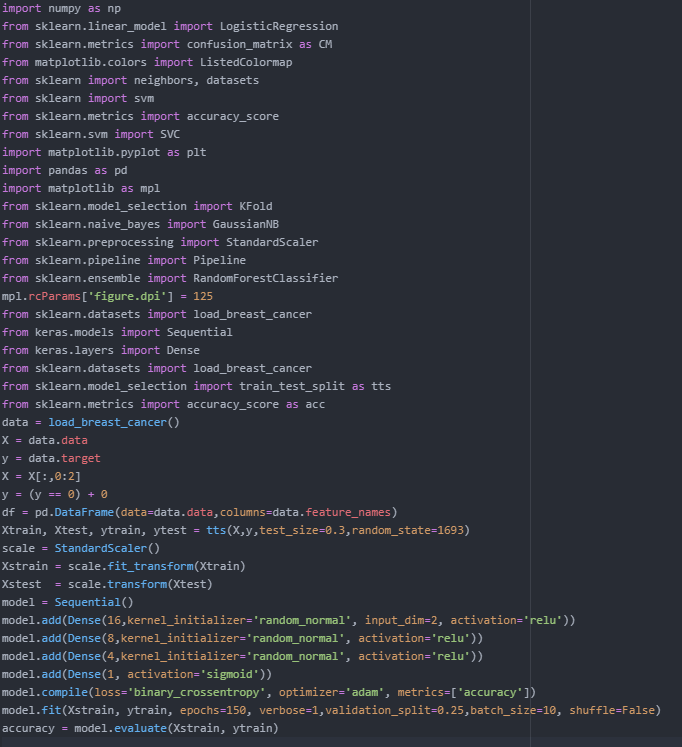 import numpy as np
from sklearn.linear_model import LogisticRegression
from sklearn.metrics import confusion_matrix as CM
from matplotlib.colors import ListedColormap
from sklearn import neighbors, datasets
from sklearn import svm
from sklearn.metrics import accuracy_score
from sklearn.svm import SVC
import matplotlib.pyplot as plt
import pandas as pd
import matplotlib as mpl
from sklearn.model_selection import KFold
from sklearn.naive_bayes import GaussianNB
from sklearn.preprocessing import StandardScaler
from sklearn.pipeline import Pipeline
from sklearn.ensemble import RandomForestClassifier
mpl.rcParams['figure.dpi'] = 125
from sklearn.datasets import load_breast_cancer
from keras.models import Sequential
from keras.layers import Dense
from sklearn.datasets import load_breast_cancer
from sklearn.model_selection import train_test_split as tts
from sklearn.metrics import accuracy_score as acc
data = load_breast_cancer()
X = data.data
y = data.target
X = X[:,0:2]
y = (y == 0) + 0
df = pd.DataFrame(data=data.data,columns=data.feature_names)
Xtrain, Xtest, ytrain, ytest = tts(X,y,test_size=0.3,random_state=1693)
scale = StandardScaler()
Xstrain = scale.fit_transform(Xtrain)
Xstest  = scale.transform(Xtest)
model = Sequential()
model.add(Dense(16,kernel_initializer='random_normal', input_dim=2, activation='relu'))
model.add(Dense(8,kernel_initializer='random_normal', activation='relu'))
model.add(Dense(4,kernel_initializer='random_normal', activation='relu'))
model.add(Dense(1, activation='sigmoid'))
model.compile(loss='binary_crossentropy', optimizer='adam', metrics=['accuracy'])
model.fit(Xstrain, ytrain, epochs=150, verbose=1,validation_split=0.25,batch_size=10, shuffle=False)
accuracy = model.evaluate(Xstrain, ytrain)